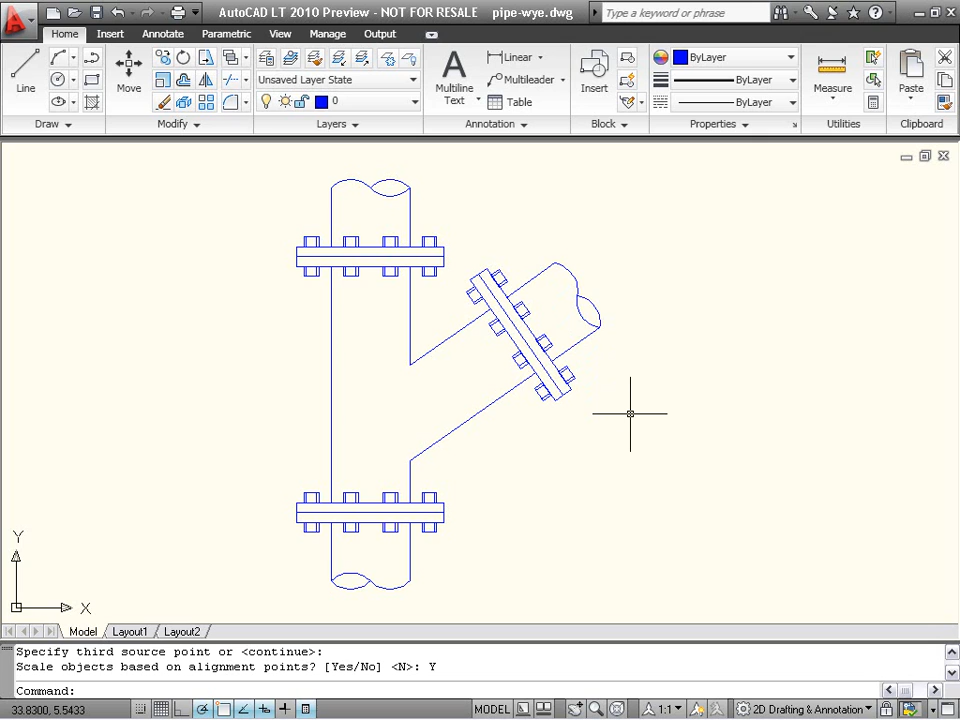 AutoCAD LT 2010 Preview - NOT FOR RESALE pipe-wye.dwg
Type a keyword or phrase
Home Insert Annotate Parametric View Manage Output
Line
Move
Unsaved Layer State
0
Multiline
Text
Linear
Multileader
Table
Insert
ByLayer
ByLayer
ByLayer
Measure
Paste
Draw Modify Layers Annotation Block Properties Utilities Clipboard
Y
X
Model Layout1 Layout2
Specify third source point or <continue>:
Scale objects based on alignment points? [Yes/No] <N>: Y
Command:
33.8300, 5.5433 MODEL 1:1 2D Drafting & Annotation